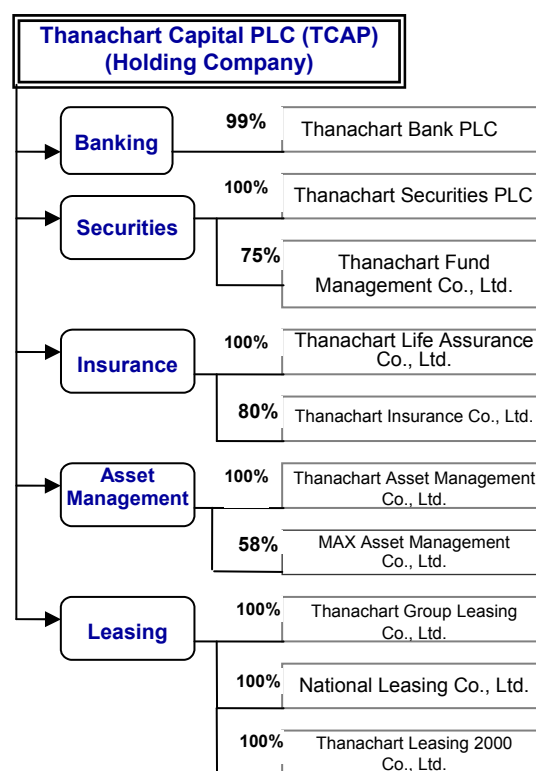 Thanachart Capital PLC (TCAP)
(Holding Company)
Banking
99%
Thanachart Bank PLC
Securities
100%
Thanachart Securities PLC
75%
Thanachart Fund
Management Co., Ltd.
Insurance
100%
Thanachart Life Assurance
Co., Ltd.
80%
Thanachart Insurance Co., Ltd.
Asset
Management
100%
Thanachart Asset Management
Co., Ltd.
58%
MAX Asset Management
Co., Ltd.
Leasing
100%
Thanachart Group Leasing
Co., Ltd.
100%
National Leasing Co., Ltd.
100%
Thanachart Leasing 2000
Co., Ltd.